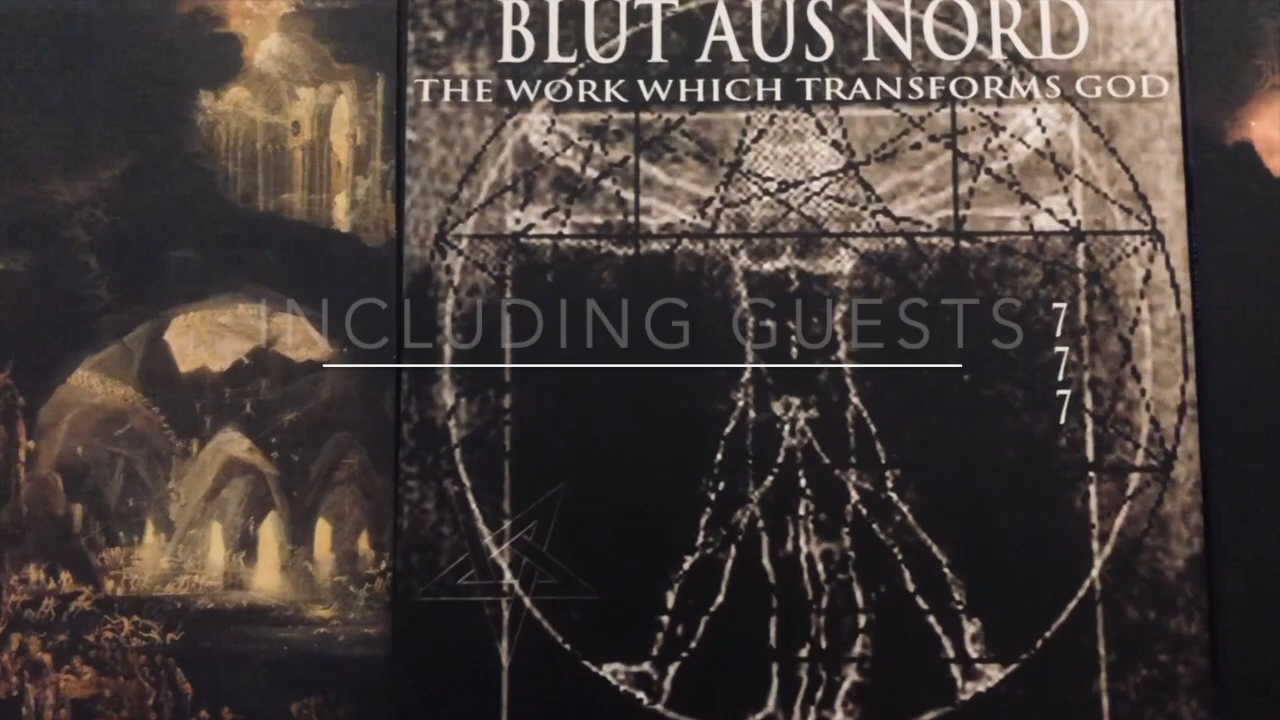 BLUT AUS NORD
THE WORK WHICH TRANSFORMS GOD
INCLUDING GUESTS
7
7
7